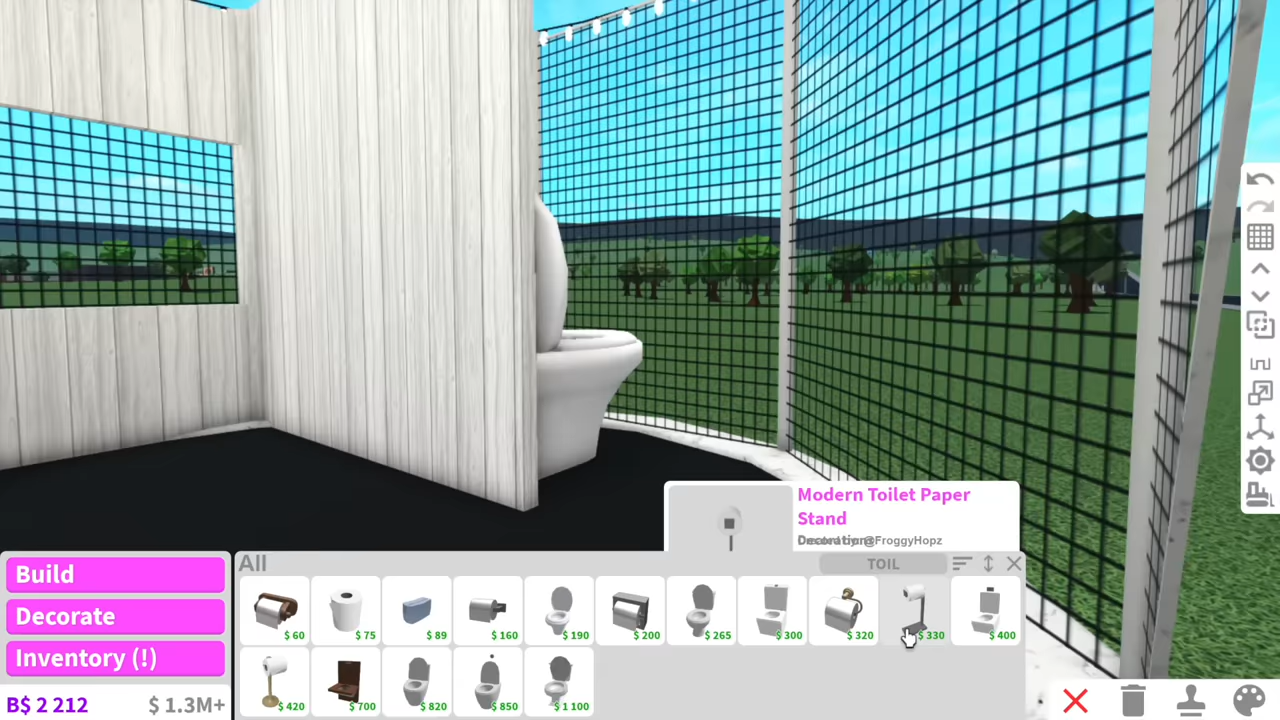 Modern Toilet Paper
Stand
@FroggyHopz
All
TOIL
$ 60
$ 75
$ 89
$ 160
$ 190
$ 200
$ 265
$ 300
$ 320
$ 330
$ 400
$ 420
$ 700
$ 820
$ 850
$ 1 100
Build
Decorate
Inventory (!)
B$ 2 212
$ 1.3M+